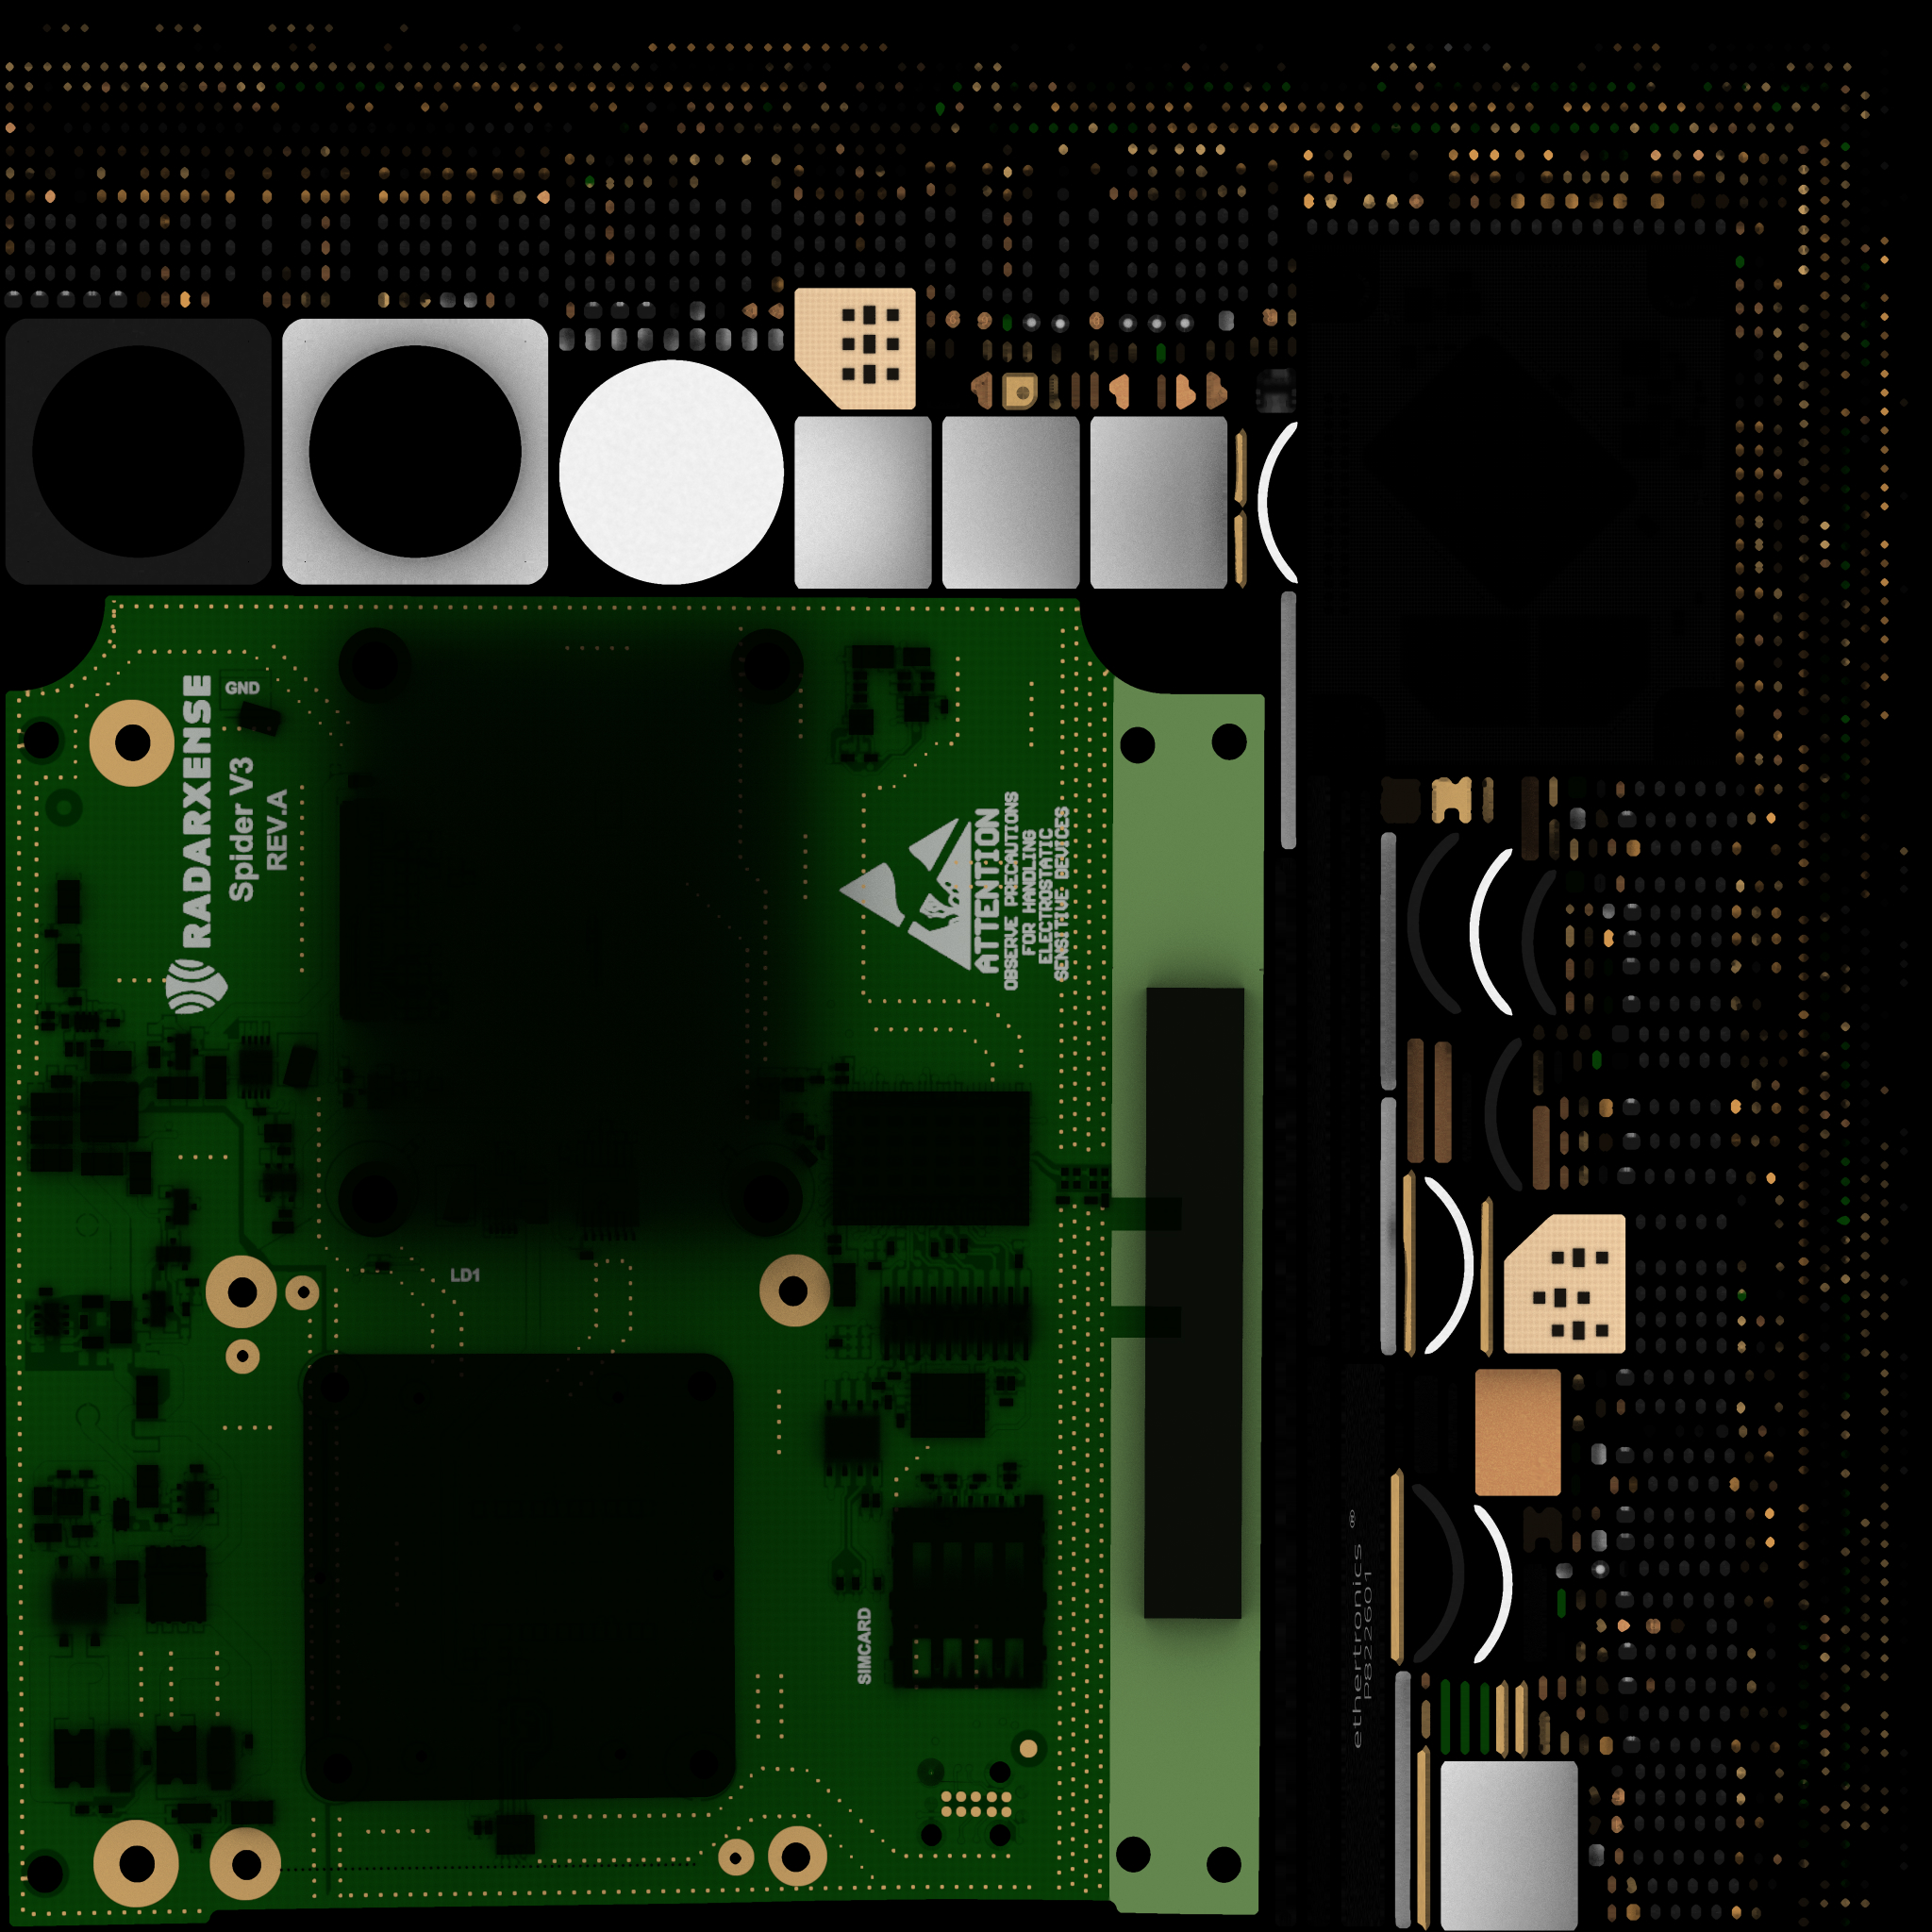 RADARXENSE
Spider V3
REV.A
GND
ATTENTION
OBSERVE PRECAUTIONS
FOR HANDLING
ELECTROSTATIC
SENSITIVE DEVICES
LD1
SIMCARD
ethertronics ®
P822601